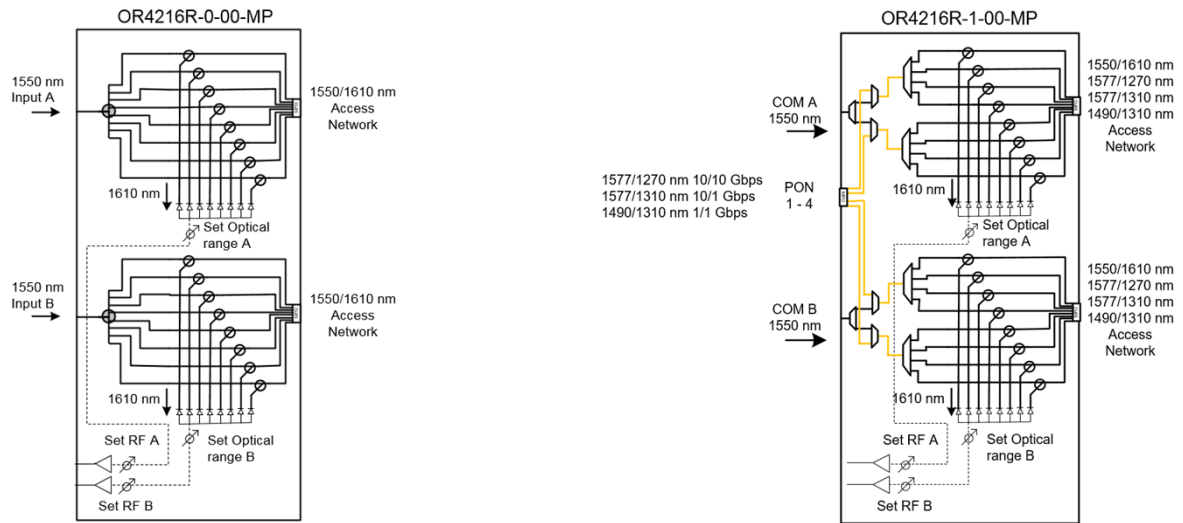 OR4216R-0-00-MP
1550 nm
Input A
1550/1610 nm
Access
Network
1610 nm
Set Optical
range A
1550 nm
Input B
1550/1610 nm
Access
Network
1610 nm
Set RF A
Set Optical
range B
Set RF B
OR4216R-1-00-MP
COM A
1550 nm
1550/1610 nm
1577/1270 nm
1577/1310 nm
1490/1310 nm
Access
Network
1577/1270 nm 10/10 Gbps
1577/1310 nm 10/1 Gbps
1490/1310 nm 1/1 Gbps
PON
1 - 4
1610 nm
Set Optical
range A
COM B
1550 nm
1550/1610 nm
1577/1270 nm
1577/1310 nm
1490/1310 nm
Access
Network
1610 nm
Set RF A
Set Optical
range B
Set RF B